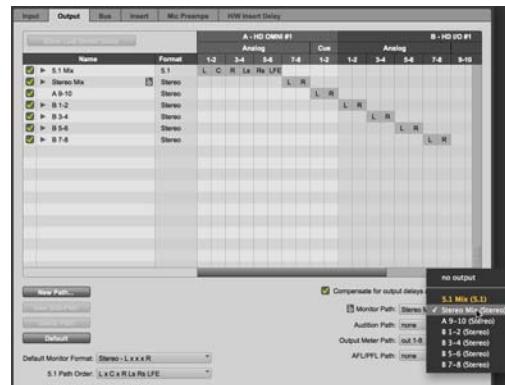 Input Output Bus Insert Mic Preamps H/W Insert Delay
A - HD OMNI #1 B - HD I/O #1
Analog Cue Analog
Name Format 1-2 3-4 5-6 7-8 1-2 1-2 3-4 5-6 7-8 9-10
5.1 Mix 5.1 L C R Ls Rs LFE
Stereo Mix Stereo L R
A 9-10 Stereo L R
B 1-2 Stereo L R
B 3-4 Stereo L R
B 5-6 Stereo L R
B 7-8 Stereo L R
New Path...
Default
Default Monitor Format: Stereo - L x x x R
5.1 Path Order: L x C x R Ls Rs LFE
Compensate for output delays
Monitor Path: Stereo
Audition Path: none
Output Meter Path: out 1-8
AFL/PFL Path: none
no output
5.1 Mix (5.1)
✓ Stereo Mix (Stereo)
A 9-10 (Stereo)
B 1-2 (Stereo)
B 3-4 (Stereo)
B 5-6 (Stereo)
B 7-8 (Stereo)